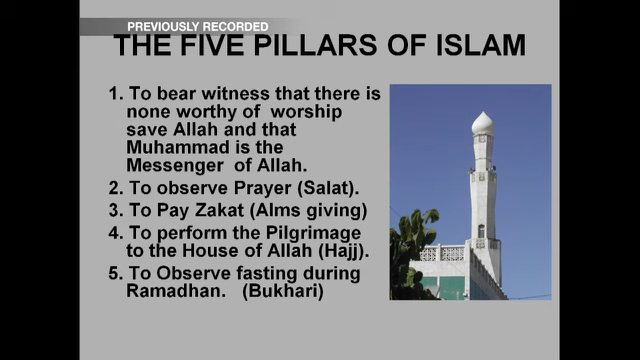 PREVIOUSLY RECORDED
THE FIVE PILLARS OF ISLAM
1. To bear witness that there is
none worthy of worship
save Allah and that
Muhammad is the
Messenger of Allah.
2. To observe Prayer (Salat).
3. To Pay Zakat (Alms giving)
4. To perform the Pilgrimage
to the House of Allah (Hajj).
5. To Observe fasting during
Ramadhan. (Bukhari)